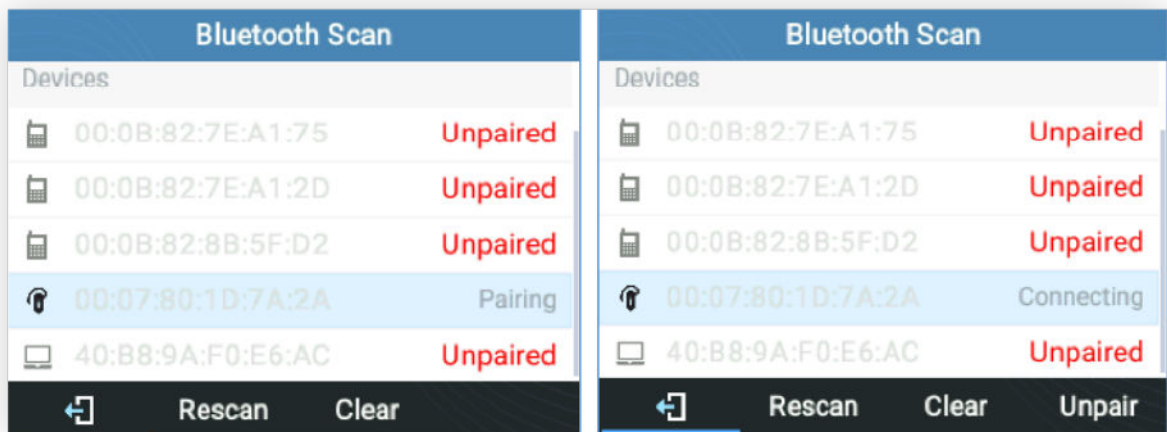 Bluetooth Scan
Devices
00:0B:82:7E:A1:75 Unpaired
00:0B:82:7E:A1:2D Unpaired
00:0B:82:8B:5F:D2 Unpaired
00:07:80:1D:7A:2A Pairing
40:B8:9A:F0:E6:AC Unpaired
Rescan Clear
Bluetooth Scan
Devices
00:0B:82:7E:A1:75 Unpaired
00:0B:82:7E:A1:2D Unpaired
00:0B:82:8B:5F:D2 Unpaired
00:07:80:1D:7A:2A Connecting
40:B8:9A:F0:E6:AC Unpaired
Rescan Clear Unpair